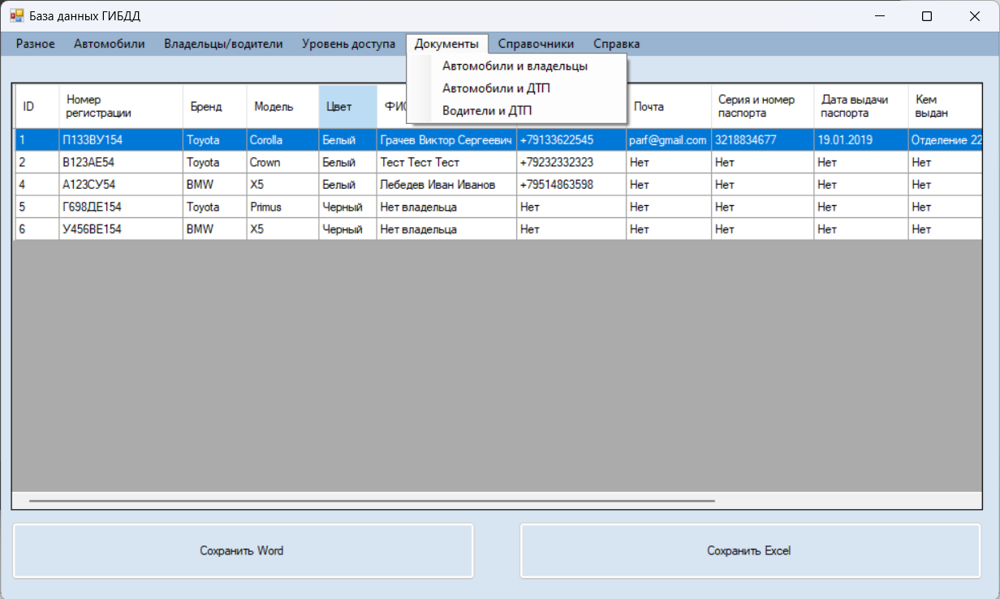 База данных ГИБДД
Разное Автомобили Владельцы/водители Уровень доступа Документы Справочники Справка
Автомобили и владельцы
Автомобили и ДТП
Водители и ДТП
ID Номер регистрации Бренд Модель Цвет Почта Серия и номер паспорта Дата выдачи паспорта Кем выдан
1 П133ВУ154 Toyota Corolla Белый Грачев Виктор Сергеевич +79133622545 parf@gmail.com 3218834677 19.01.2019 Отделение 22
2 В123АЕ54 Toyota Crown Белый Тест Тест Тест +79232332323 Нет Нет Нет Нет
4 А123СУ54 BMW X5 Белый Лебедев Иван Иванов +79514863598 Нет Нет Нет Нет
5 Г698ДЕ154 Toyota Primus Черный Нет владельца Нет Нет Нет Нет Нет
6 У456ВЕ154 BMW X5 Черный Нет владельца Нет Нет Нет Нет Нет
Сохранить Word Сохранить Excel